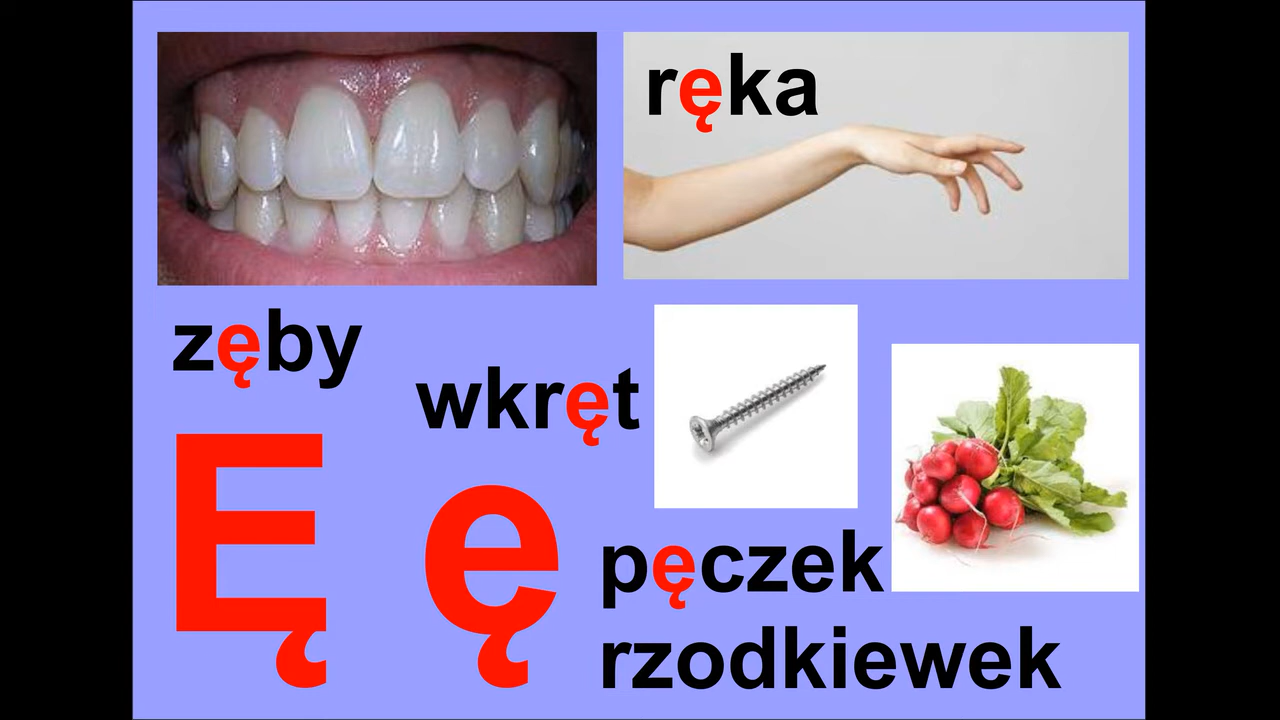 ręka
zęby
wkręt
Ę ę
pęczek
rzodkiewek